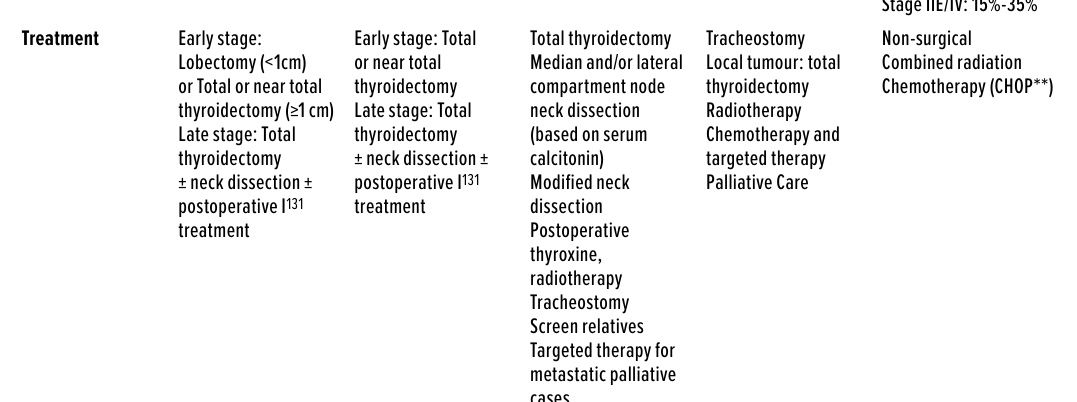 Stage IIE/IV: 15%-35%
Treatment
Early stage:
Lobectomy (<1cm)
or Total or near total
thyroidectomy (≥1 cm)
Late stage: Total
thyroidectomy
± neck dissection ±
postoperative I¹³¹
treatment
Early stage: Total
or near total
thyroidectomy
Late stage: Total
thyroidectomy
± neck dissection ±
postoperative I¹³¹
treatment
Total thyroidectomy
Median and/or lateral
compartment node
neck dissection
(based on serum
calcitonin)
Modified neck
dissection
Postoperative
thyroxine,
radiotherapy
Tracheostomy
Screen relatives
Targeted therapy for
metastatic palliative
cases
Tracheostomy
Local tumour: total
thyroidectomy
Radiotherapy
Chemotherapy and
targeted therapy
Palliative Care
Non-surgical
Combined radiation
Chemotherapy (CHOP**)